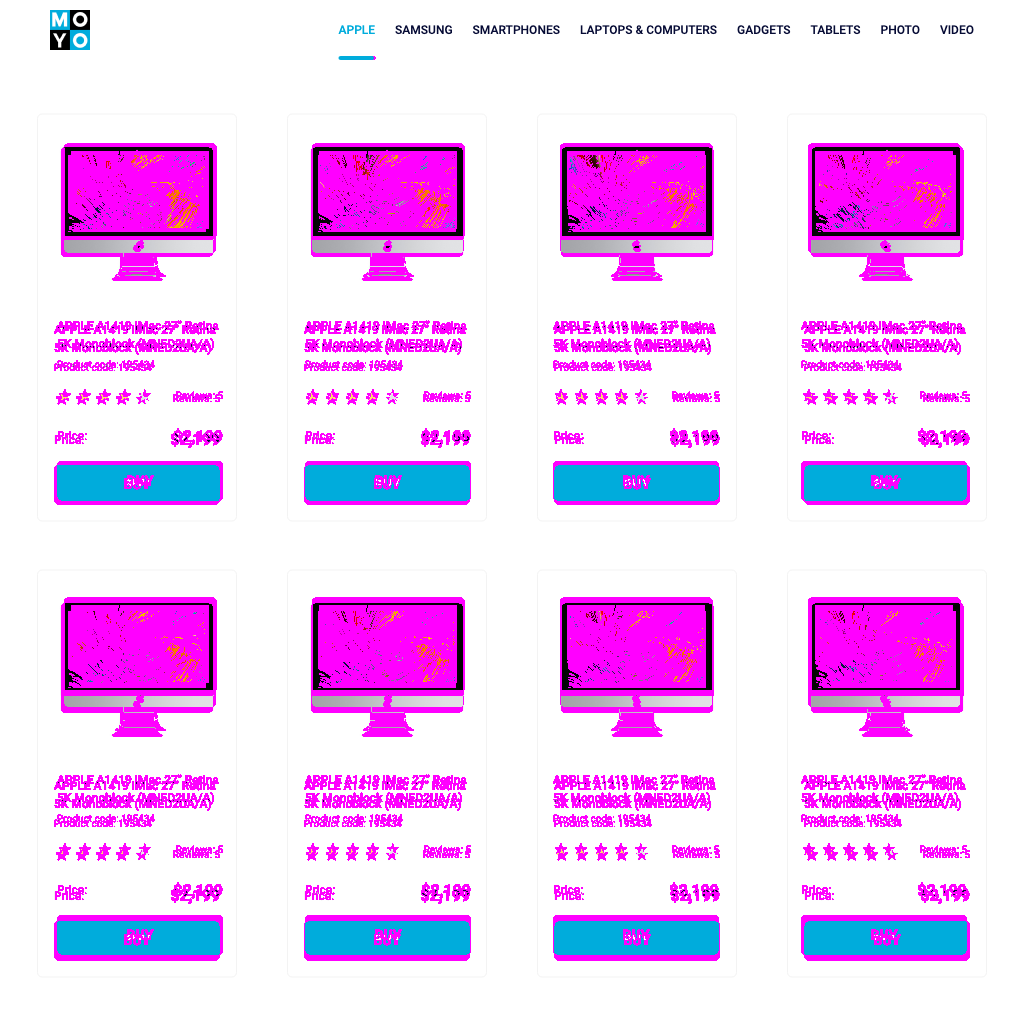 MO
YO
APPLE SAMSUNG SMARTPHONES LAPTOPS & COMPUTERS GADGETS TABLETS PHOTO VIDEO
APPLE A1419 iMac 27" Retina
5K Monoblock (MNED2UA/A)
Product code: 195434
Reviews: 5
Price: $2,199
BUY
APPLE A1419 iMac 27" Retina
5K Monoblock (MNED2UA/A)
Product code: 195434
Reviews: 5
Price: $2,199
BUY
APPLE A1419 iMac 27" Retina
5K Monoblock (MNED2UA/A)
Product code: 195434
Reviews: 5
Price: $2,199
BUY
APPLE A1419 iMac 27" Retina
5K Monoblock (MNED2UA/A)
Product code: 195434
Reviews: 5
Price: $2,199
BUY
APPLE A1419 iMac 27" Retina
5K Monoblock (MNED2UA/A)
Product code: 195434
Reviews: 5
Price: $2,199
BUY
APPLE A1419 iMac 27" Retina
5K Monoblock (MNED2UA/A)
Product code: 195434
Reviews: 5
Price: $2,199
BUY
APPLE A1419 iMac 27" Retina
5K Monoblock (MNED2UA/A)
Product code: 195434
Reviews: 5
Price: $2,199
BUY
APPLE A1419 iMac 27" Retina
5K Monoblock (MNED2UA/A)
Product code: 195434
Reviews: 5
Price: $2,199
BUY